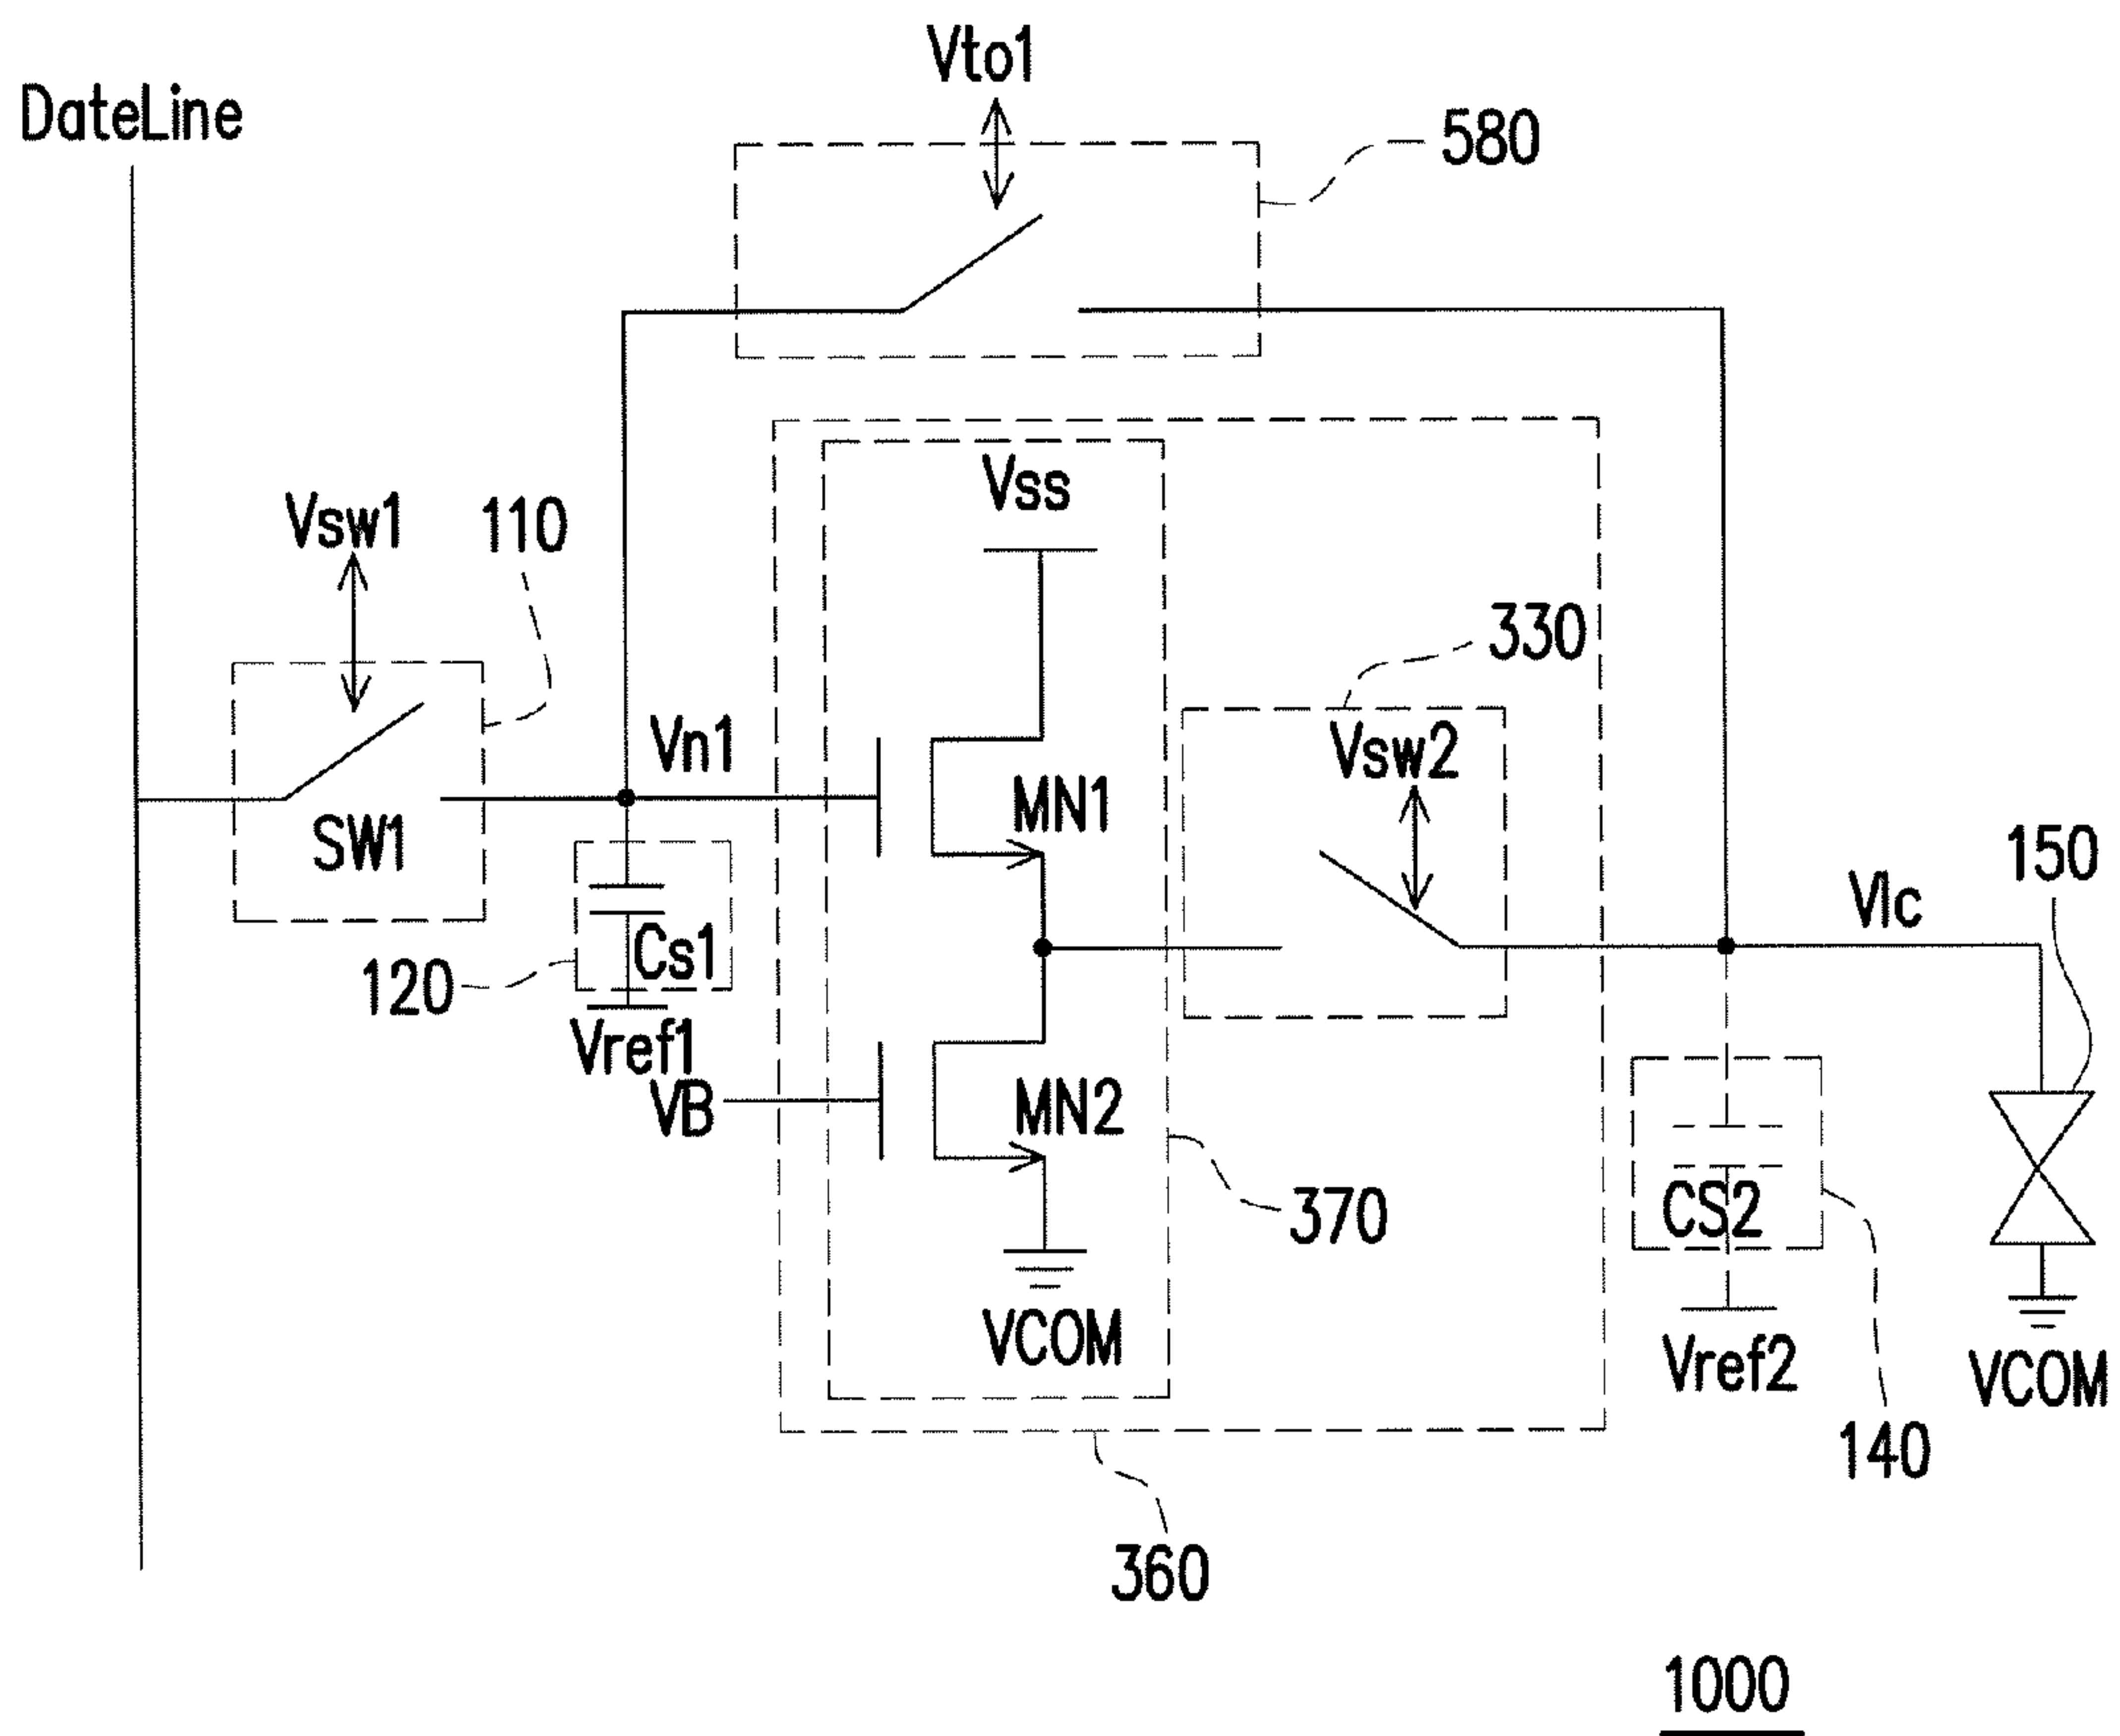 Vto1
DateLine
580
Vss
Vsw1
110
330
Vn1
Vsw2
MN1
SW1
150
Vlc
Cs1
120
Vref1
VB
MN2
CS2
370
VCOM
Vref2
VCOM
140
360
1000